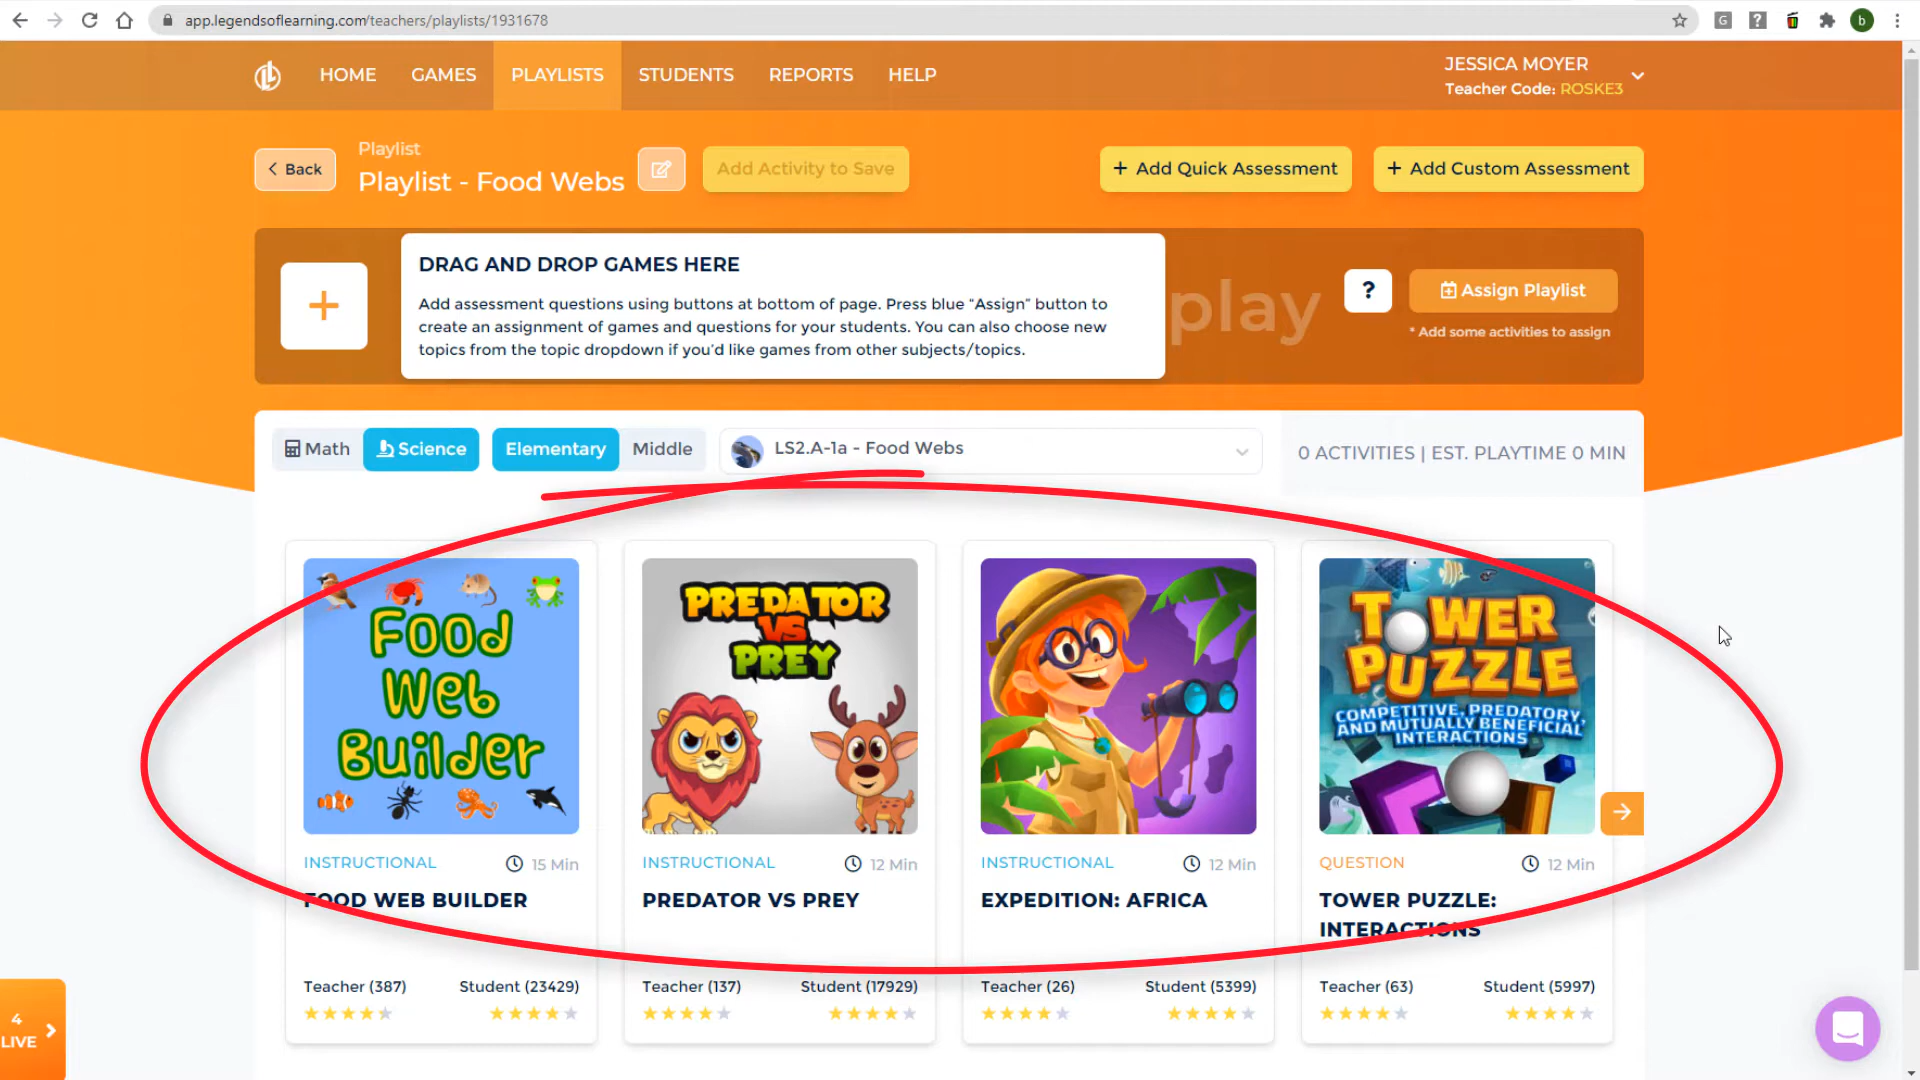 app.legendsoflearning.com/teachers/playlists/1931678
G
?
b
HOME
GAMES
PLAYLISTS
STUDENTS
REPORTS
HELP
JESSICA MOYER
Teacher Code: ROSKE3
Back
Playlist
Playlist - Food Webs
Add Activity to Save
+ Add Quick Assessment
+ Add Custom Assessment
+
DRAG AND DROP GAMES HERE
Add assessment questions using buttons at bottom of page. Press blue “Assign” button to
create an assignment of games and questions for your students. You can also choose new
topics from the topic dropdown if you’d like games from other subjects/topics.
play
?
Assign Playlist
* Add some activities to assign
Math
Science
Elementary
Middle
LS2.A-1a - Food Webs
0 ACTIVITIES | EST. PLAYTIME 0 MIN
Food
Web
Builder
PREDATOR
VS
PREY
TOWER
PUZZLE
COMPETITIVE, PREDATORY,
AND MUTUALLY BENEFICIAL
INTERACTIONS
INSTRUCTIONAL
15 Min
FOOD WEB BUILDER
INSTRUCTIONAL
12 Min
PREDATOR VS PREY
INSTRUCTIONAL
12 Min
EXPEDITION: AFRICA
QUESTION
12 Min
TOWER PUZZLE:
INTERACTIONS
Teacher (387)
Student (23429)
Teacher (137)
Student (17929)
Teacher (26)
Student (5399)
Teacher (63)
Student (5997)
4
LIVE